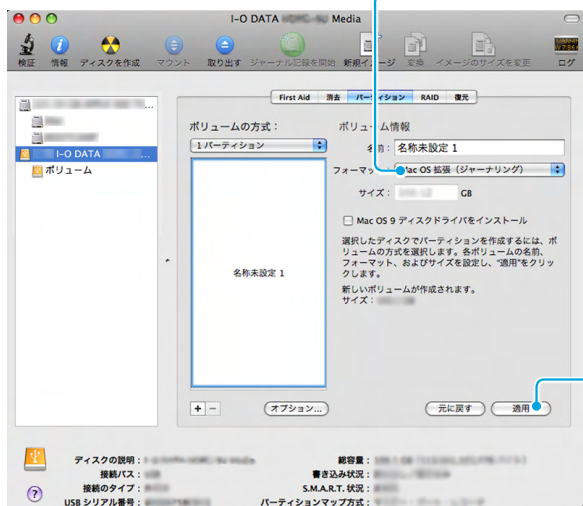 I-O DATA Media
検証 情報 ディスクを作成 マウント 取り出す ジャーナル記録を開始 新規イメージ 変換 イメージのサイズを変更 ログ
First Aid 消去 パーティション RAID 復元
ボリュームの方式： ボリューム情報
1 パーティション 名前： 名称未設定 1
I-O DATA
フォーマット： Mac OS 拡張（ジャーナリング）
ボリューム
サイズ： GB
Mac OS 9 ディスクドライバをインストール
選択したディスクでパーティションを作成するには、ボ
リュームの方式を選択します。各ボリュームの名前、
フォーマット、およびサイズを設定し、“適用”をクリッ
クします。
名称未設定 1
新しいボリュームが作成されます。
サイズ：
+ − オプション... 元に戻す 適用
ディスクの説明： 総容量：
接続バス： 書き込み状況：
接続のタイプ： S.M.A.R.T. 状況：
USB シリアル番号： パーティションマップ方式：